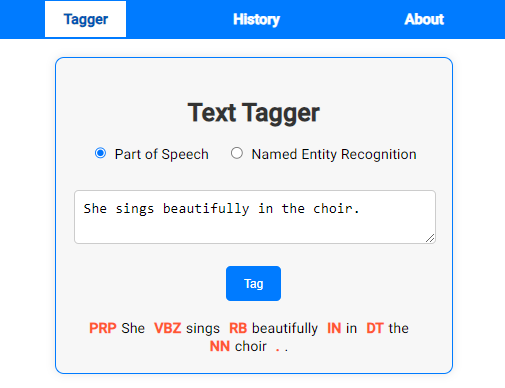 Tagger History About
Text Tagger
Part of Speech Named Entity Recognition
She sings beautifully in the choir.
Tag
PRP She VBZ sings RB beautifully IN in DT the
NN choir . .